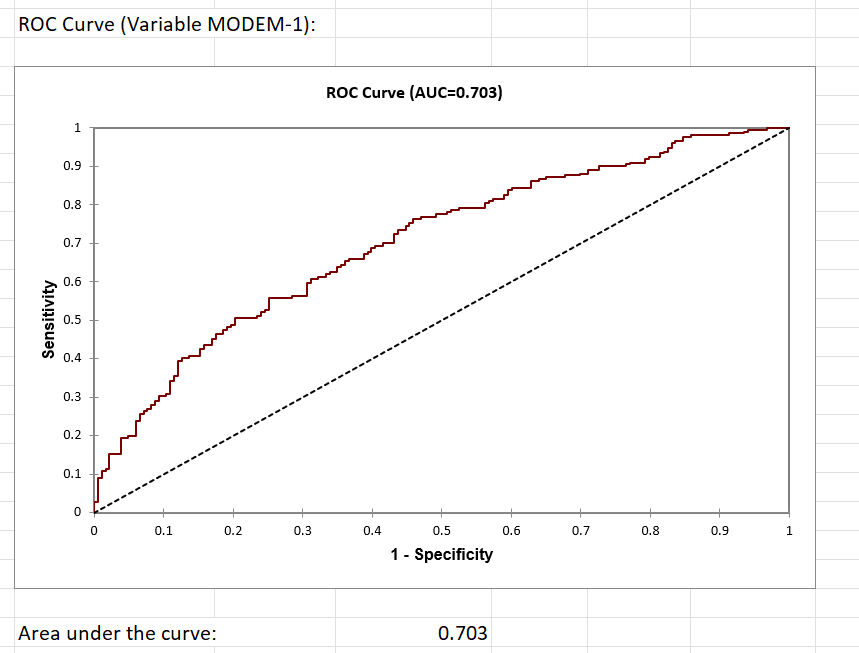 ROC Curve (Variable MODEM-1):
ROC Curve (AUC=0.703)
1
0.9
0.8
0.7
0.6
0.5
0.4
0.3
0.2
0.1
0
Sensitivity
0 0.1 0.2 0.3 0.4 0.5 0.6 0.7 0.8 0.9 1
1 - Specificity
Area under the curve: 0.703